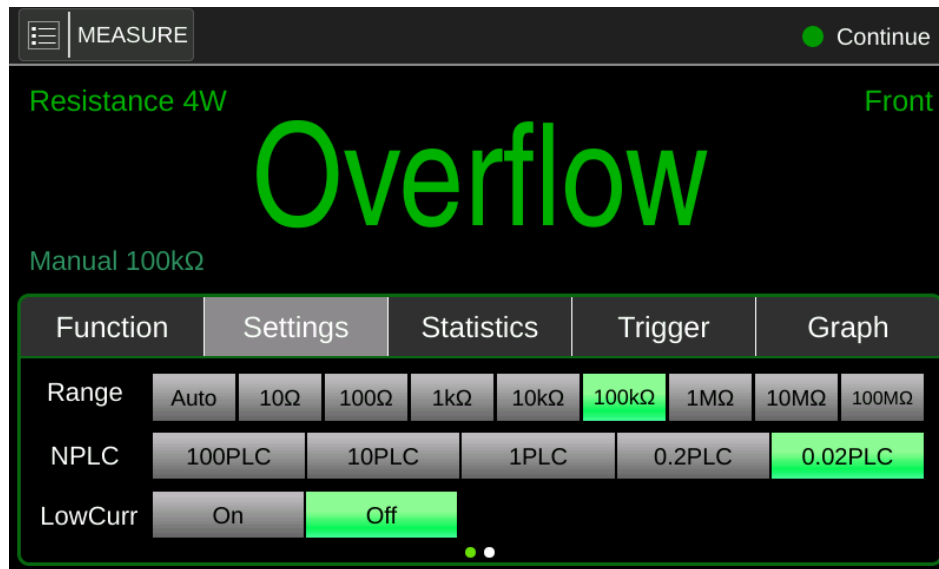 MEASURE Continue
Resistance 4W Front
Overflow
Manual 100kΩ
Function Settings Statistics Trigger Graph
Range Auto 10Ω 100Ω 1kΩ 10kΩ 100kΩ 1MΩ 10MΩ 100MΩ
NPLC 100PLC 10PLC 1PLC 0.2PLC 0.02PLC
LowCurr On Off